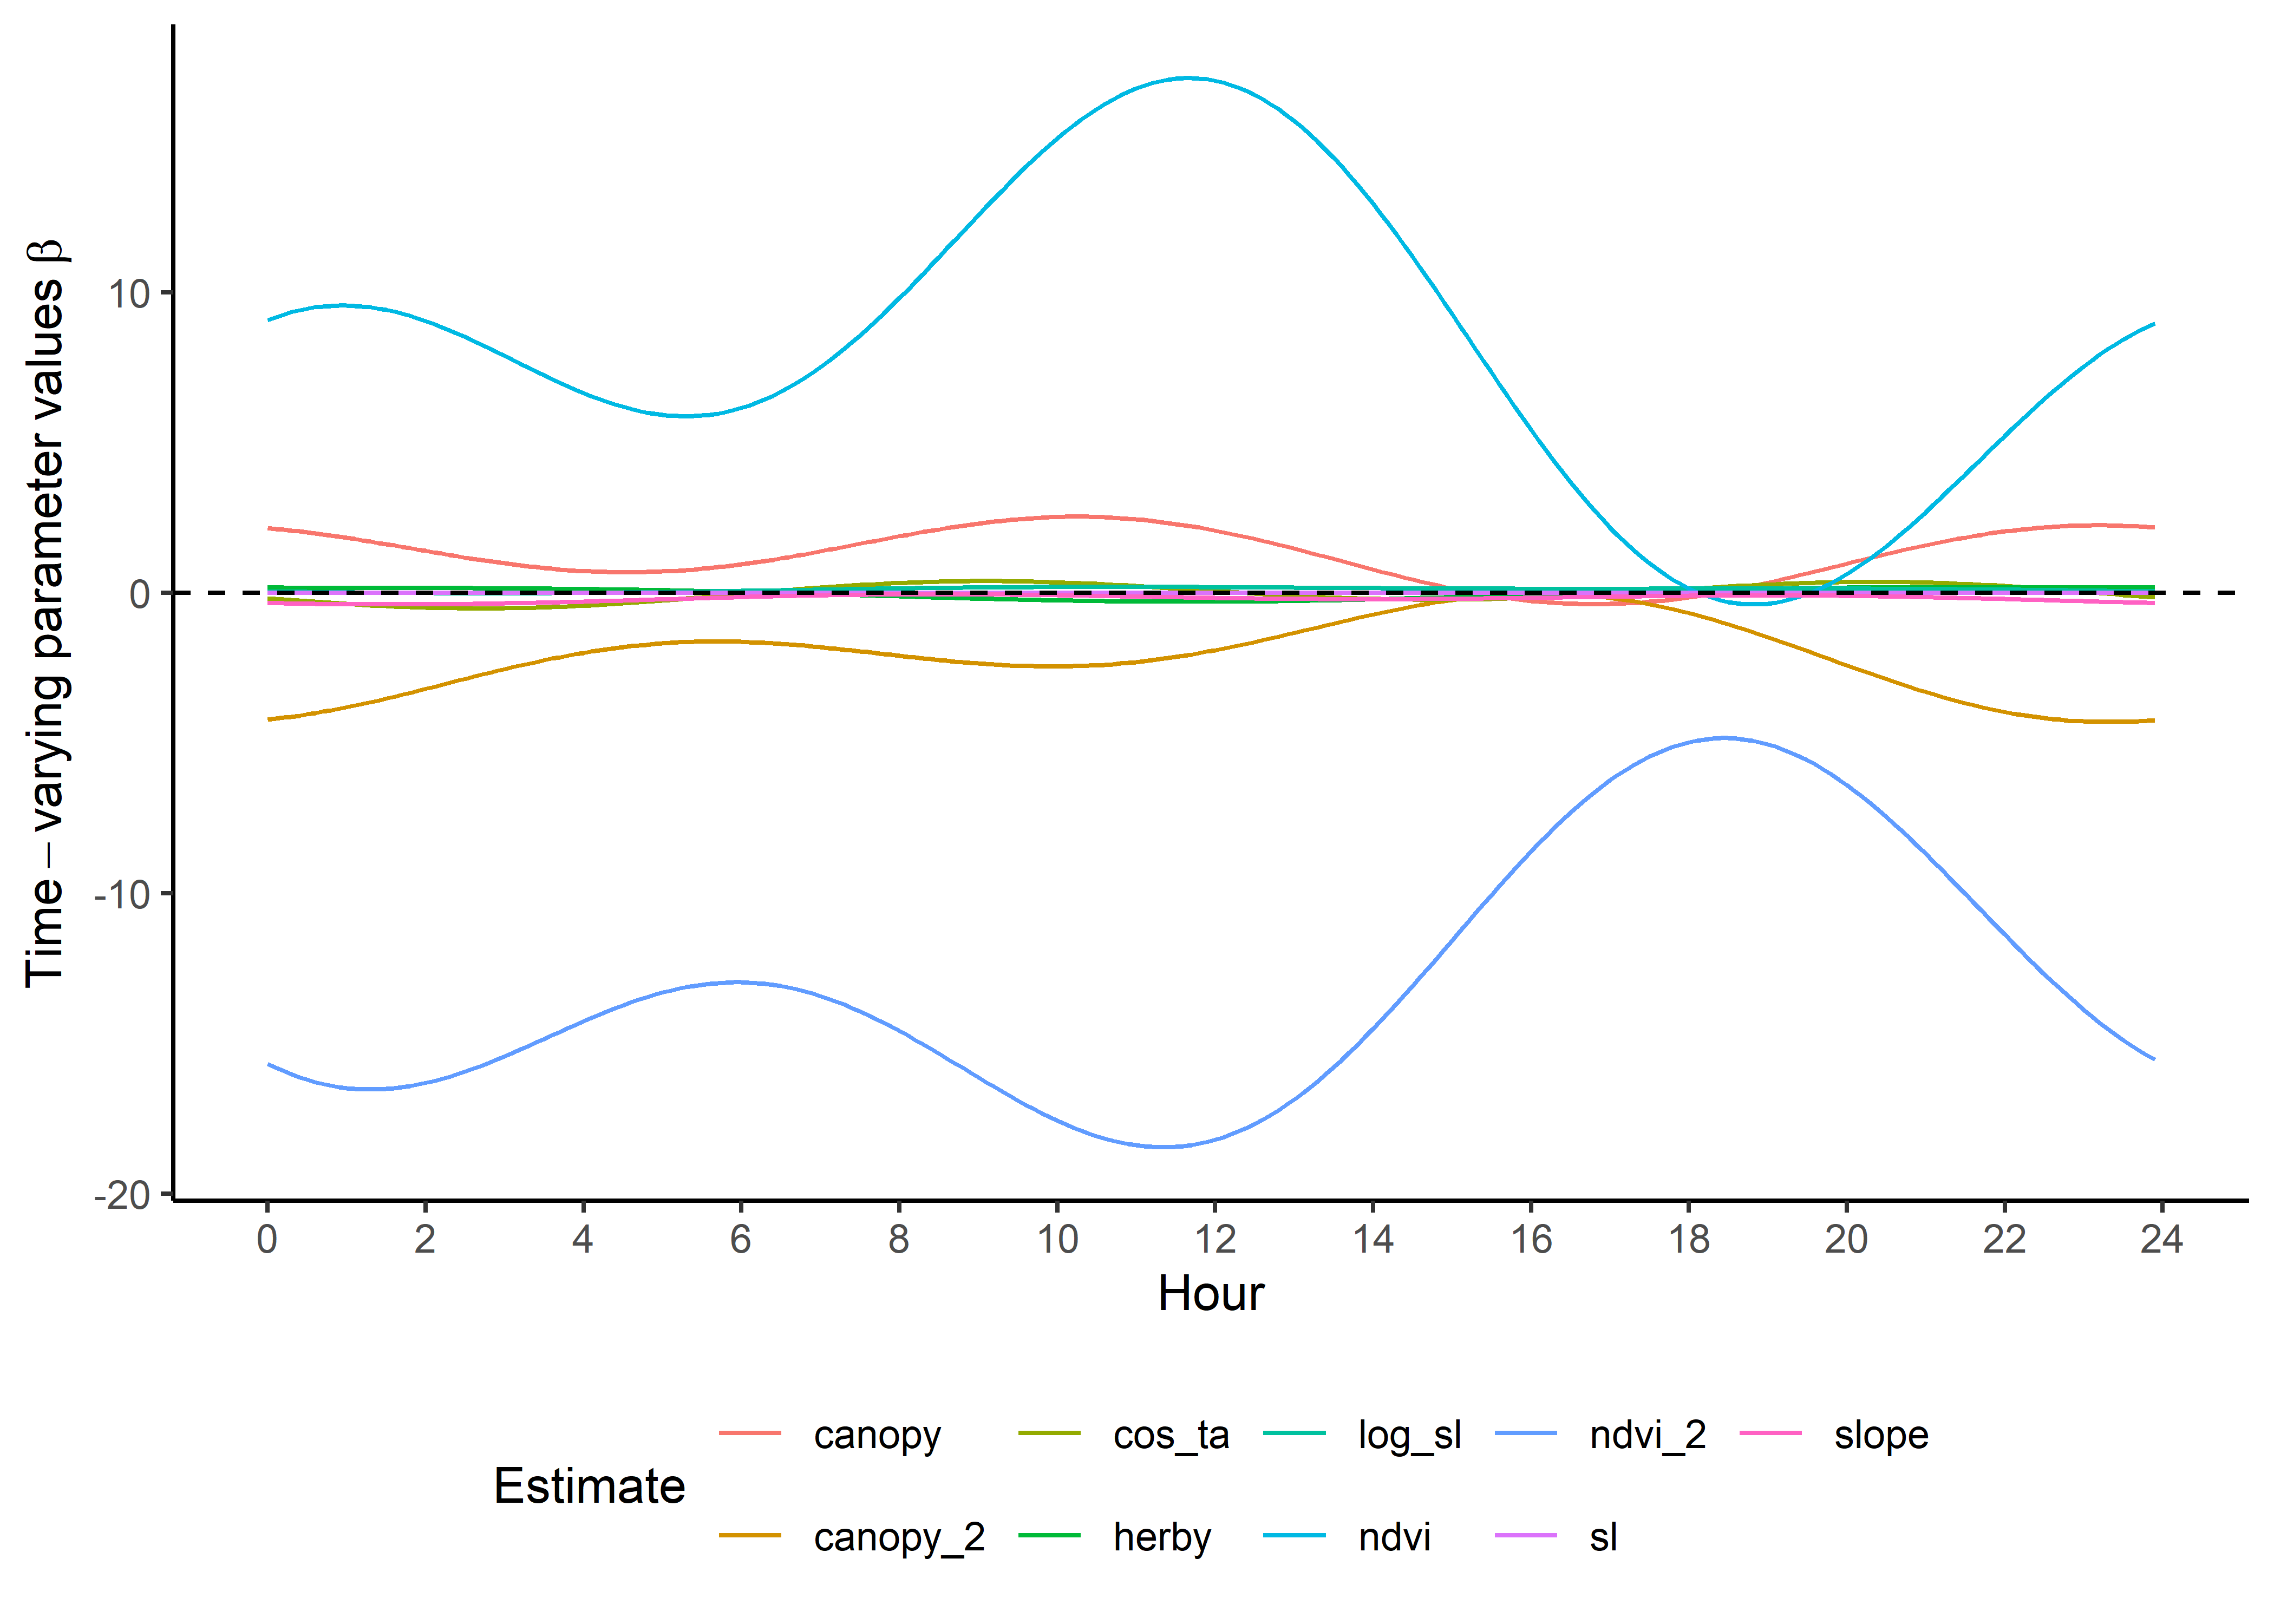 Time − varying parameter values β
10
0
-10
-20
0 2 4 6 8 10 12 14 16 18 20 22 24
Hour
Estimate
canopy cos_ta log_sl ndvi_2 slope
canopy_2 herby ndvi sl